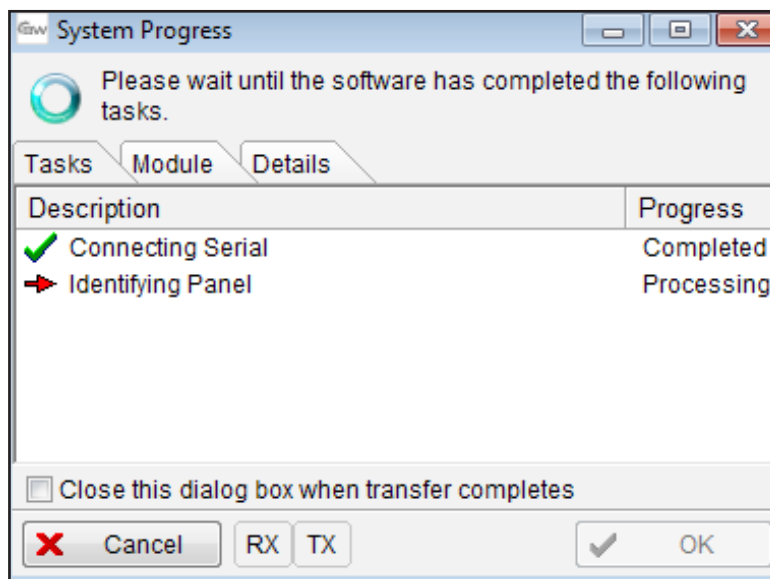 System Progress
Please wait until the software has completed the following
tasks.
Tasks Module Details
Description Progress
Connecting Serial Completed
Identifying Panel Processing
Close this dialog box when transfer completes
Cancel RX TX OK